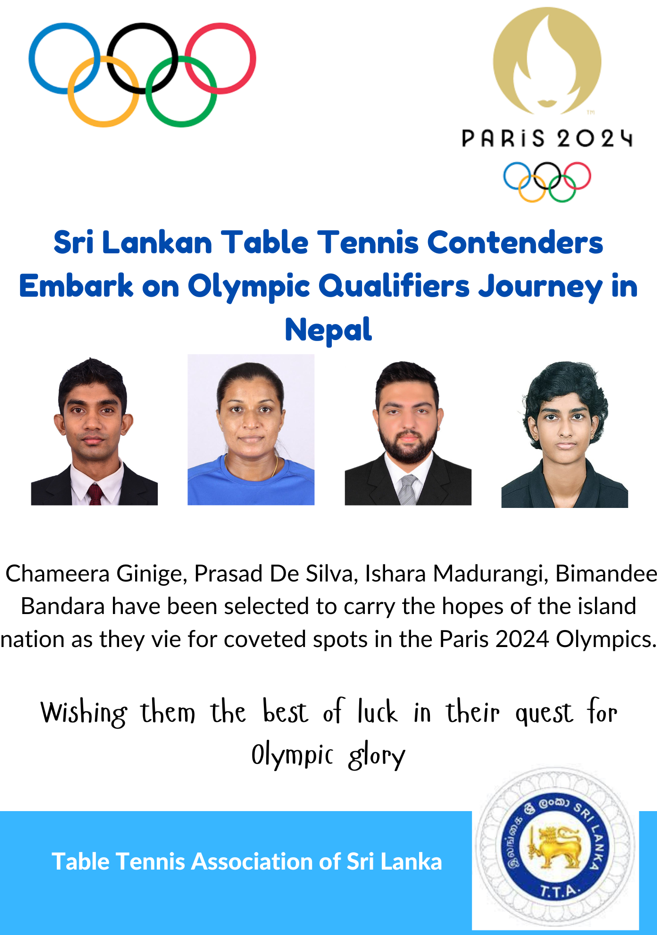 PARIS 2024
Sri Lankan Table Tennis Contenders
Embark on Olympic Qualifiers Journey in
Nepal
Chameera Ginige, Prasad De Silva, Ishara Madurangi, Bimandee
Bandara have been selected to carry the hopes of the island
nation as they vie for coveted spots in the Paris 2024 Olympics.
Wishing them the best of luck in their quest for
Olympic glory
Table Tennis Association of Sri Lanka
இலங்கை ශ්‍රී ලංකා SRI LANKA
T.T.A.